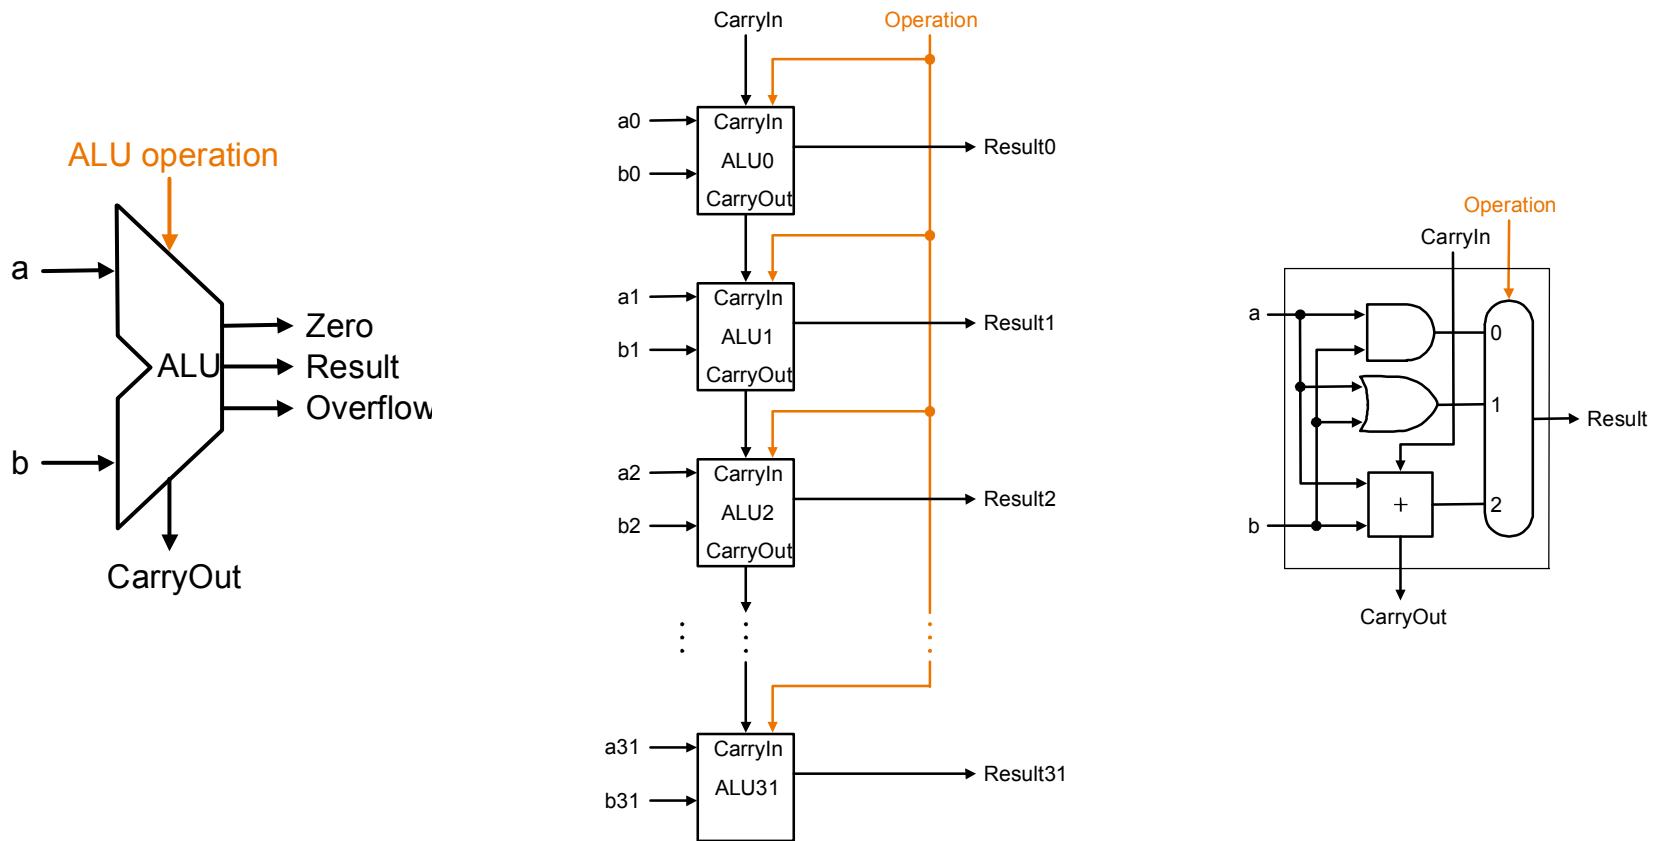 ALU operation
a
b
ALU
Zero
Result
Overflow
CarryOut
CarryIn
Operation
a0
b0
CarryIn
ALU0
CarryOut
Result0
a1
b1
CarryIn
ALU1
CarryOut
Result1
a2
b2
CarryIn
ALU2
CarryOut
Result2
a31
b31
CarryIn
ALU31
Result31
Operation
CarryIn
a
b
0
1
+
2
Result
CarryOut